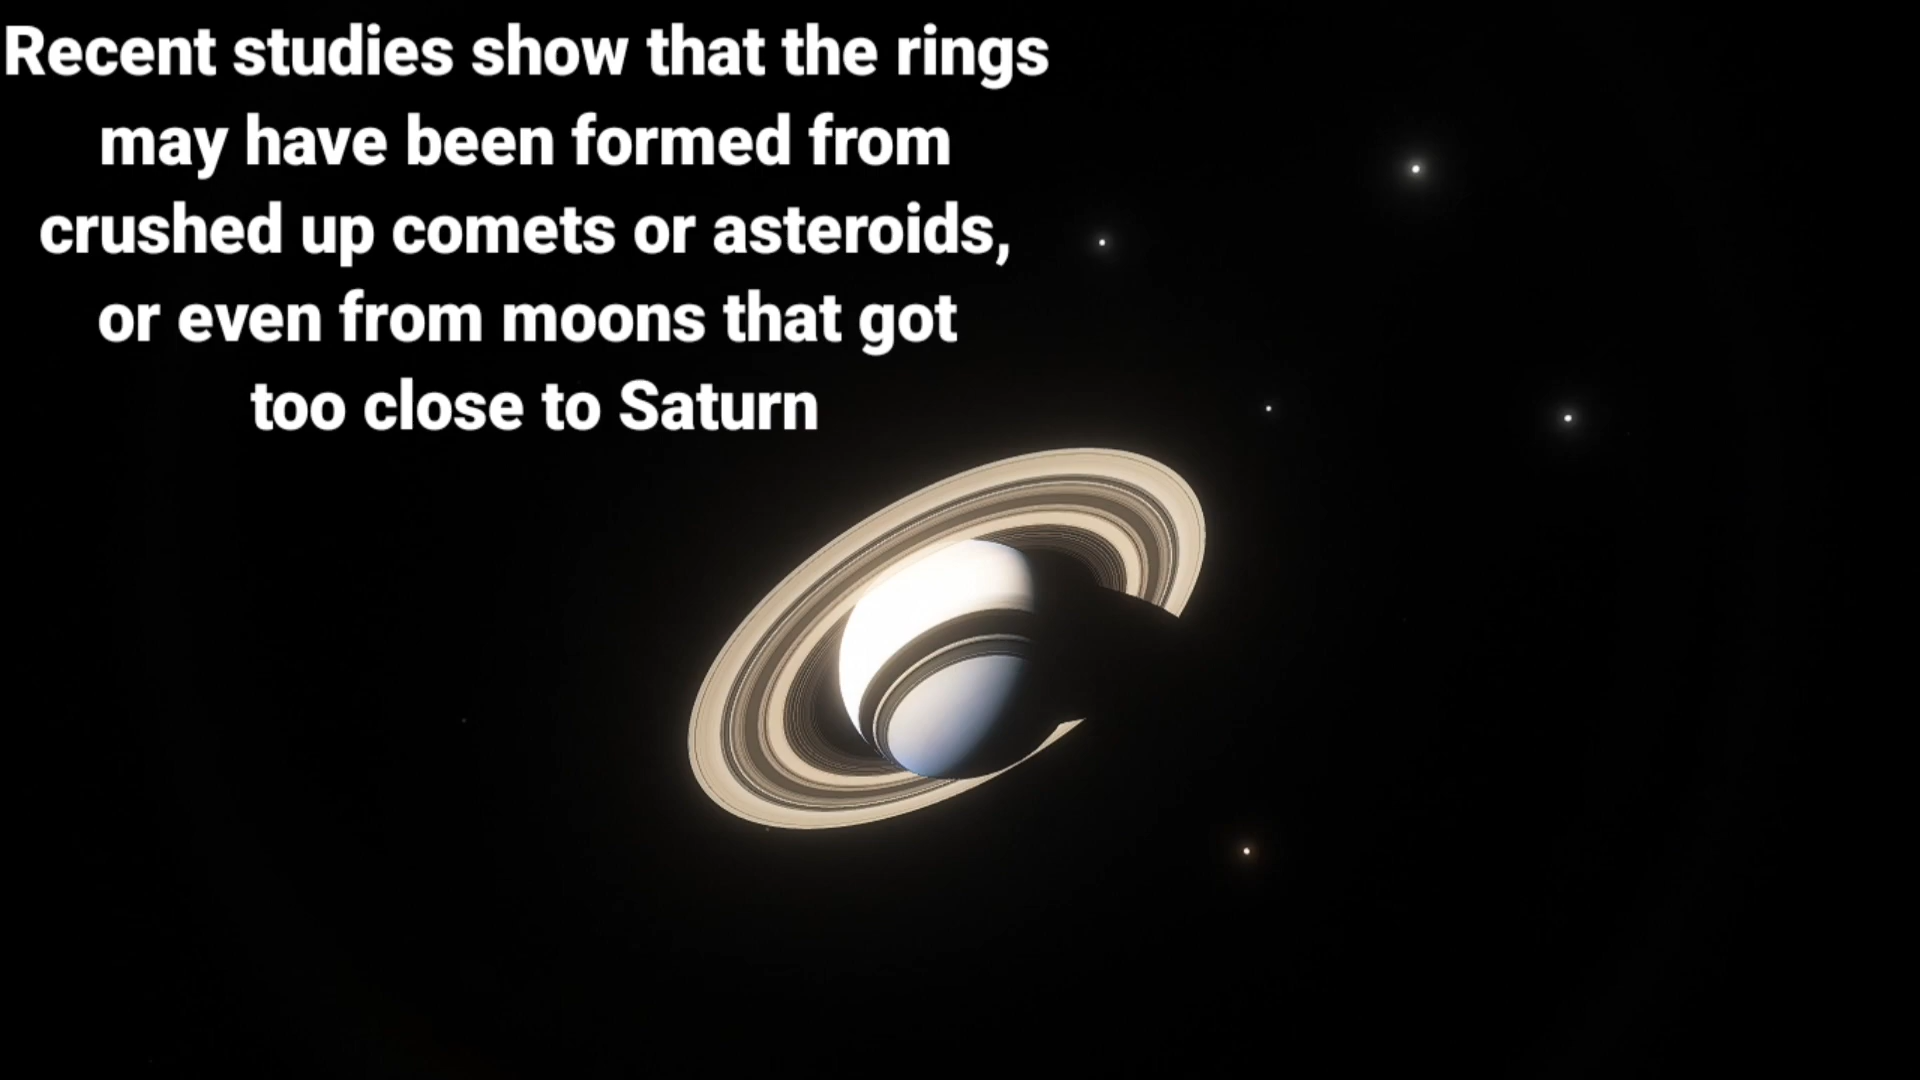 Recent studies show that the rings
may have been formed from
crushed up comets or asteroids,
or even from moons that got
too close to Saturn